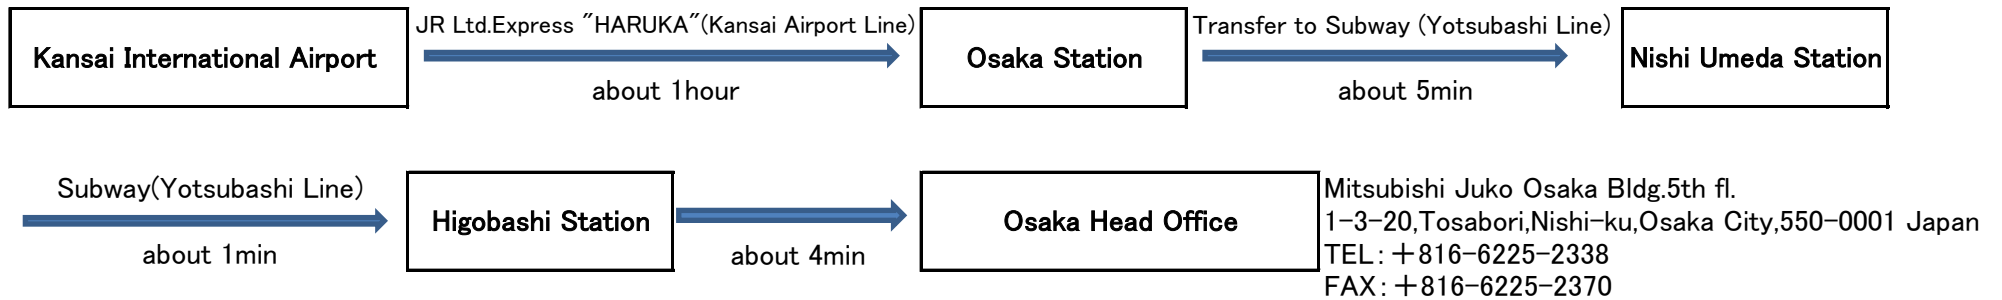 JR Ltd.Express "HARUKA"(Kansai Airport Line)
Transfer to Subway (Yotsubashi Line)
Kansai International Airport
Osaka Station
Nishi Umeda Station
about 1hour
about 5min
Subway(Yotsubashi Line)
Higobashi Station
Osaka Head Office
about 1min
about 4min
Mitsubishi Juko Osaka Bldg.5th fl.
1-3-20,Tosabori,Nishi-ku,Osaka City,550-0001 Japan
TEL:+816-6225-2338
FAX:+816-6225-2370